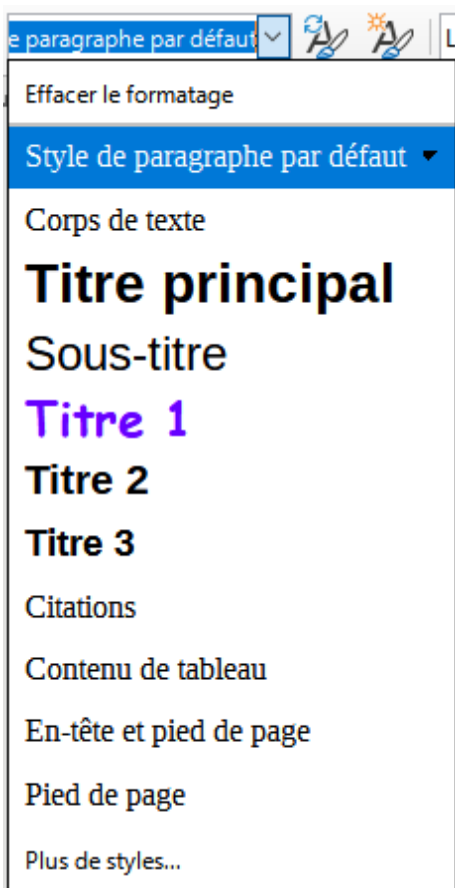 e paragraphe par défaut
L
Effacer le formatage
Style de paragraphe par défaut
Corps de texte
Titre principal
Sous-titre
Titre 1
Titre 2
Titre 3
Citations
Contenu de tableau
En-tête et pied de page
Pied de page
Plus de styles...